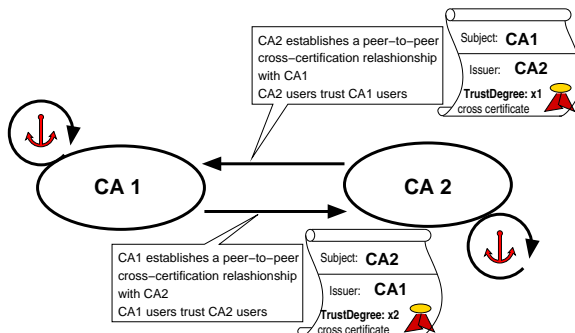 CA2 establishes a peer-to-peer
cross-certification relashionship
with CA1
CA2 users trust CA1 users
Subject: CA1
Issuer: CA2
TrustDegree: x1
cross certificate
CA 1
CA 2
CA1 establishes a peer-to-peer
cross-certification relashionship
with CA2
CA1 users trust CA2 users
Subject: CA2
Issuer: CA1
TrustDegree: x2
cross certificate